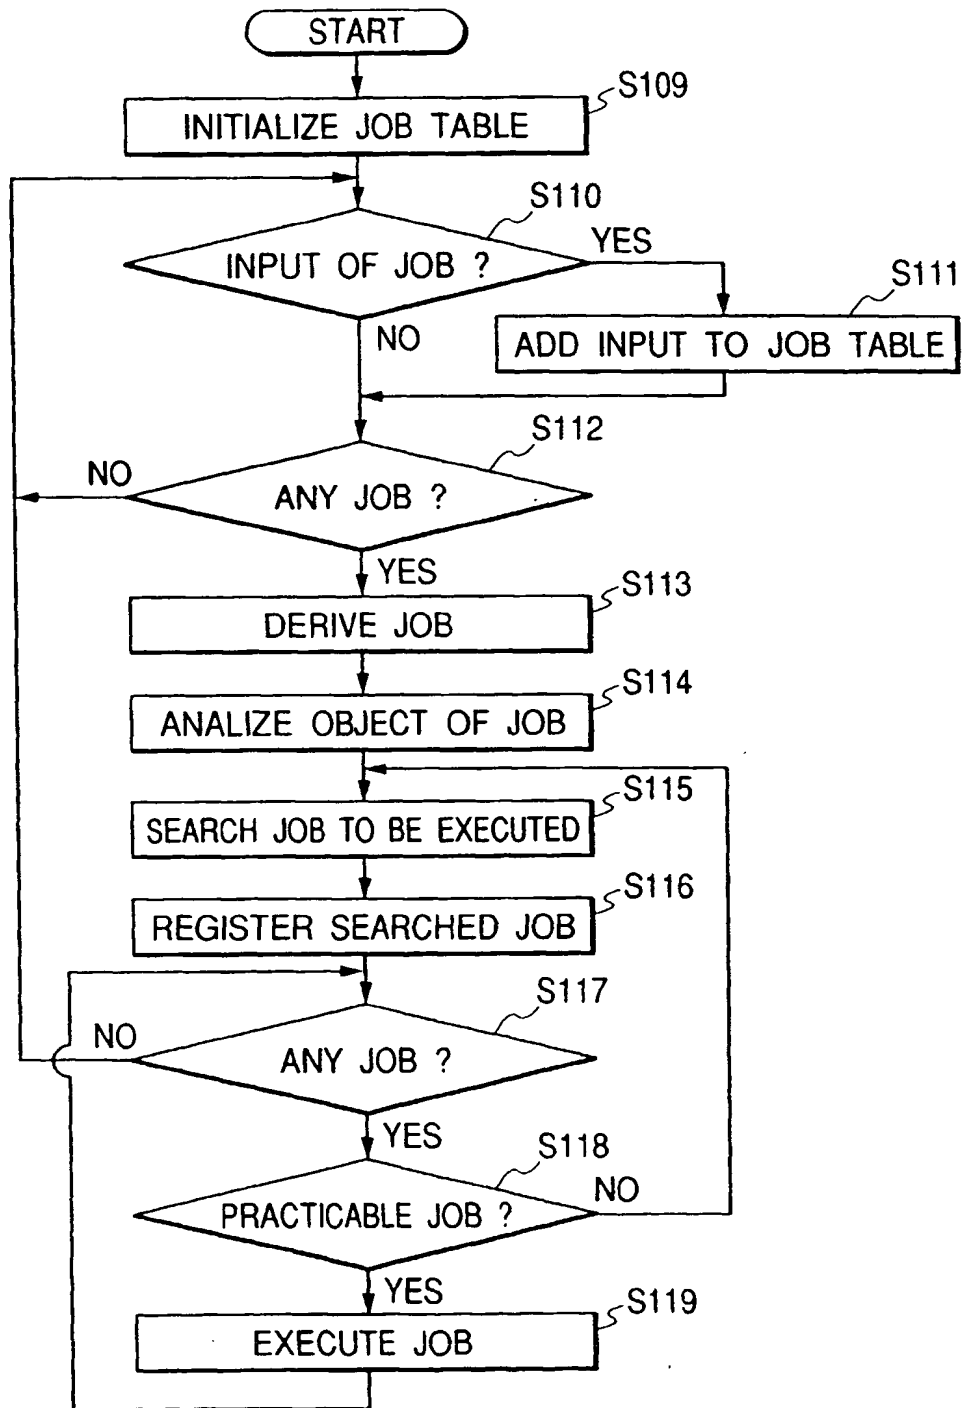 START
S109
INITIALIZE JOB TABLE
S110
INPUT OF JOB ?
YES
S111
NO
ADD INPUT TO JOB TABLE
S112
NO
ANY JOB ?
YES
S113
DERIVE JOB
S114
ANALIZE OBJECT OF JOB
S115
SEARCH JOB TO BE EXECUTED
S116
REGISTER SEARCHED JOB
S117
NO
ANY JOB ?
YES
S118
PRACTICABLE JOB ?
NO
YES
S119
EXECUTE JOB